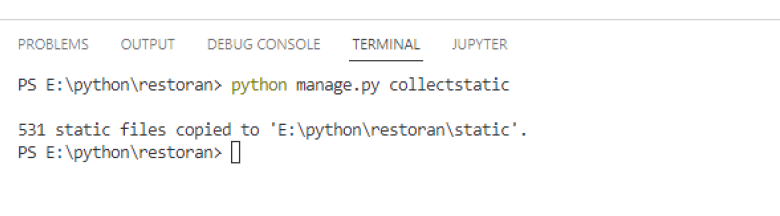 PROBLEMS OUTPUT DEBUG CONSOLE TERMINAL JUPYTER
PS E:\python\restoran> python manage.py collectstatic
531 static files copied to 'E:\python\restoran\static'.
PS E:\python\restoran>